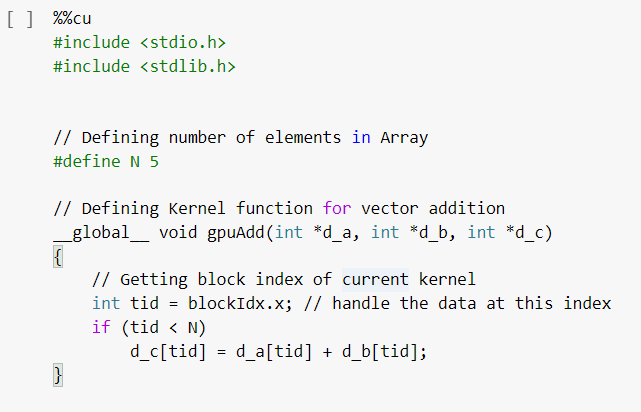 [ ] %%cu
#include <stdio.h>
#include <stdlib.h>
// Defining number of elements in Array
#define N 5
// Defining Kernel function for vector addition
__global__ void gpuAdd(int *d_a, int *d_b, int *d_c)
{
// Getting block index of current kernel
int tid = blockIdx.x; // handle the data at this index
if (tid < N)
d_c[tid] = d_a[tid] + d_b[tid];
}